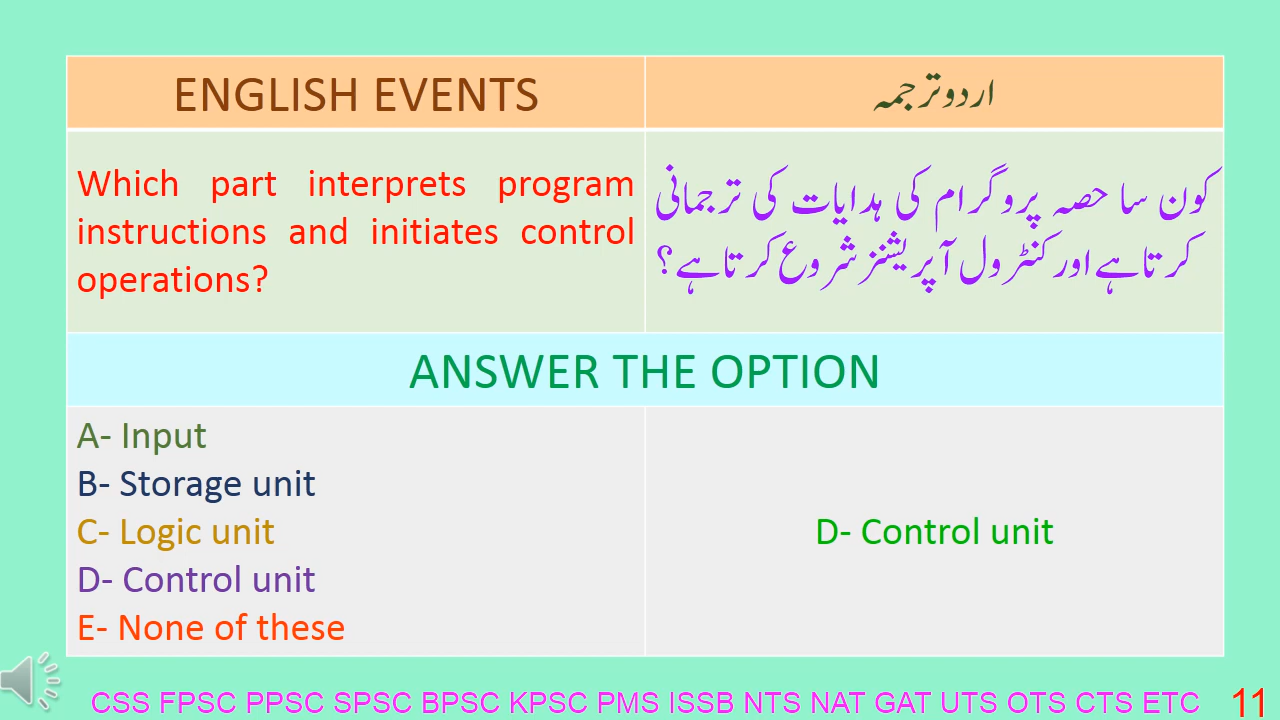 ENGLISH EVENTS
اردو ترجمہ
Which part interprets program
instructions and initiates control
operations?
کون سا حصہ پروگرام کی ہدایات کی ترجمانی
کرتا ہے اور کنٹرول آپریشنز شروع کرتا ہے؟
ANSWER THE OPTION
A- Input
B- Storage unit
C- Logic unit
D- Control unit
E- None of these
D- Control unit
CSS FPSC PPSC SPSC BPSC KPSC PMS ISSB NTS NAT GAT UTS OTS CTS ETC 11